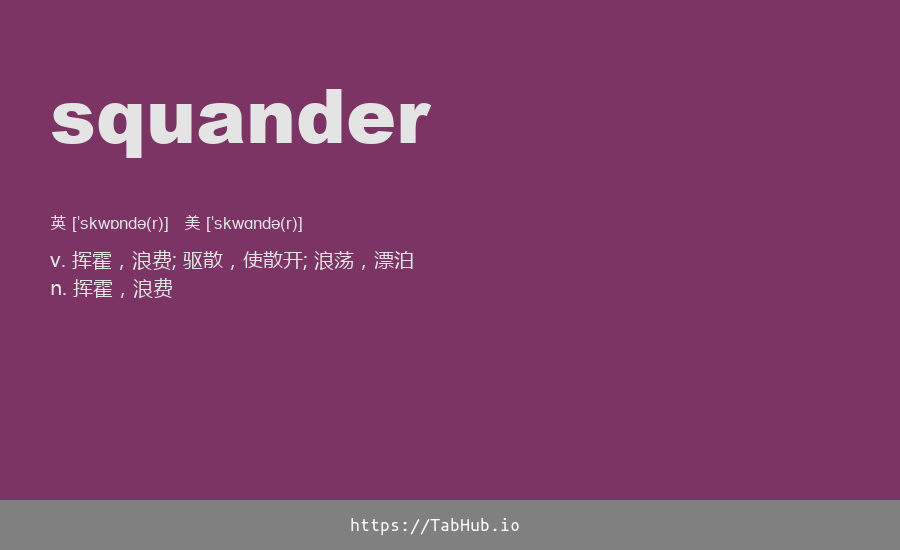 squander
英 [ˈskwɒndə(r)] 美 [ˈskwɑndə(r)]
v. 挥霍，浪费; 驱散，使散开; 浪荡，漂泊
n. 挥霍，浪费
https://TabHub.io